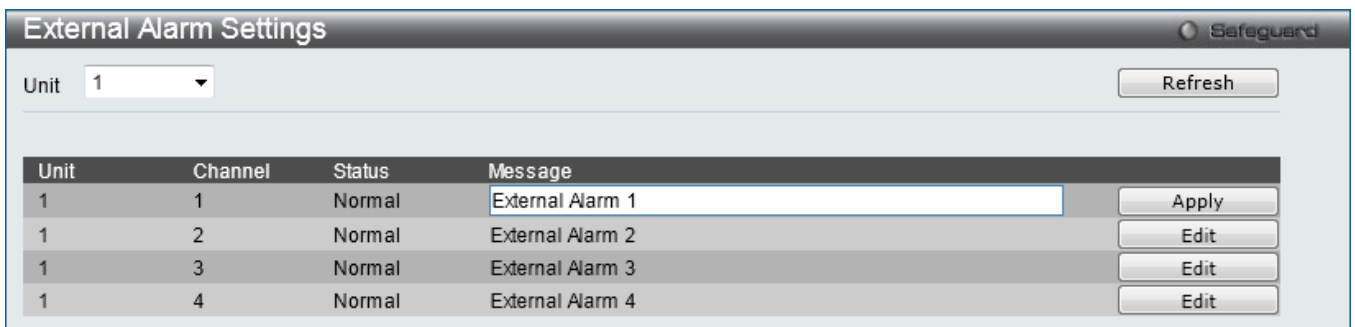 External Alarm Settings Safeguard
Unit 1 Refresh
Unit Channel Status Message
1 1 Normal External Alarm 1 Apply
1 2 Normal External Alarm 2 Edit
1 3 Normal External Alarm 3 Edit
1 4 Normal External Alarm 4 Edit